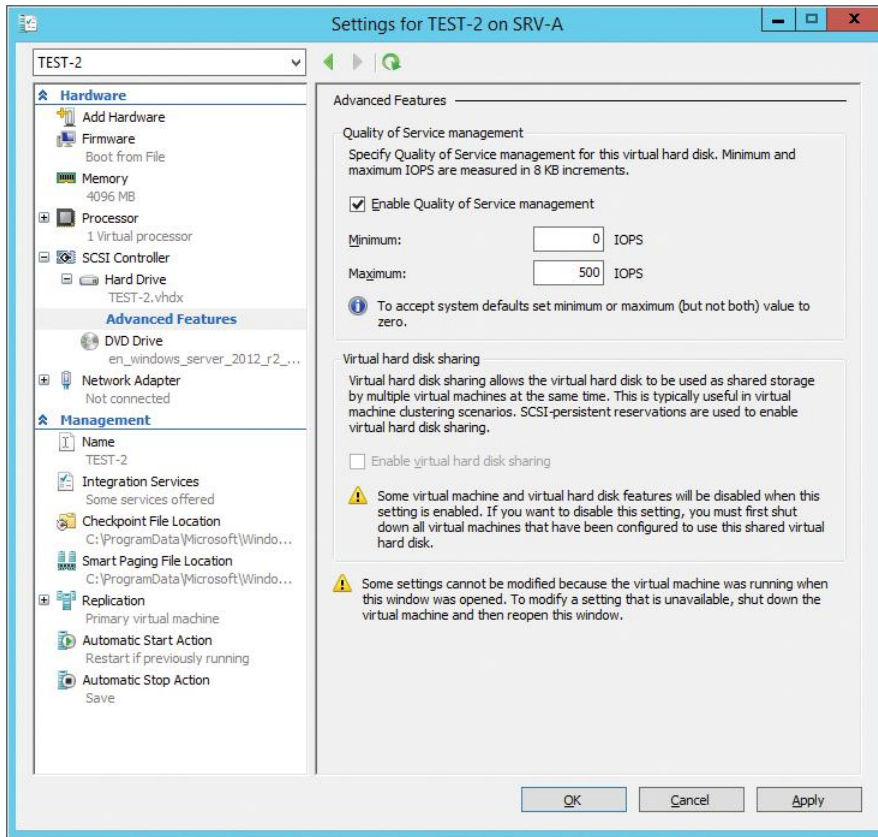 Settings for TEST-2 on SRV-A
TEST-2
Hardware
Add Hardware
Firmware
Boot from File
Memory
4096 MB
Processor
1 Virtual processor
SCSI Controller
Hard Drive
TEST-2.vhdx
Advanced Features
DVD Drive
en_windows_server_2012_r2_...
Network Adapter
Not connected
Management
Name
TEST-2
Integration Services
Some services offered
Checkpoint File Location
C:\ProgramData\Microsoft\Windo...
Smart Paging File Location
C:\ProgramData\Microsoft\Windo...
Replication
Primary virtual machine
Automatic Start Action
Restart if previously running
Automatic Stop Action
Save
Advanced Features
Quality of Service management
Specify Quality of Service management for this virtual hard disk. Minimum and
maximum IOPS are measured in 8 KB increments.
Enable Quality of Service management
Minimum: 0 IOPS
Maximum: 500 IOPS
To accept system defaults set minimum or maximum (but not both) value to
zero.
Virtual hard disk sharing
Virtual hard disk sharing allows the virtual hard disk to be used as shared storage
by multiple virtual machines at the same time. This is typically useful in virtual
machine clustering scenarios. SCSI-persistent reservations are used to enable
virtual hard disk sharing.
Enable virtual hard disk sharing
Some virtual machine and virtual hard disk features will be disabled when this
setting is enabled. If you want to disable this setting, you must first shut
down all virtual machines that have been configured to use this shared virtual
hard disk.
Some settings cannot be modified because the virtual machine was running when
this window was opened. To modify a setting that is unavailable, shut down the
virtual machine and then reopen this window.
OK Cancel Apply